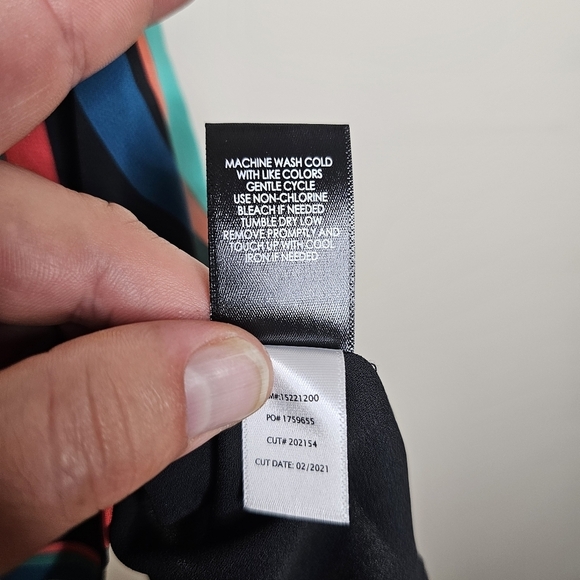 MACHINE WASH COLD
WITH LIKE COLORS
GENTLE CYCLE
USE NON-CHLORINE
BLEACH IF NEEDED
TUMBLE DRY LOW
REMOVE PROMPTLY AND
TOUCH UP WITH COOL
IRON IF NEEDED
M#:15221200
PO# 1759655
CUT# 202154
CUT DATE: 02/2021